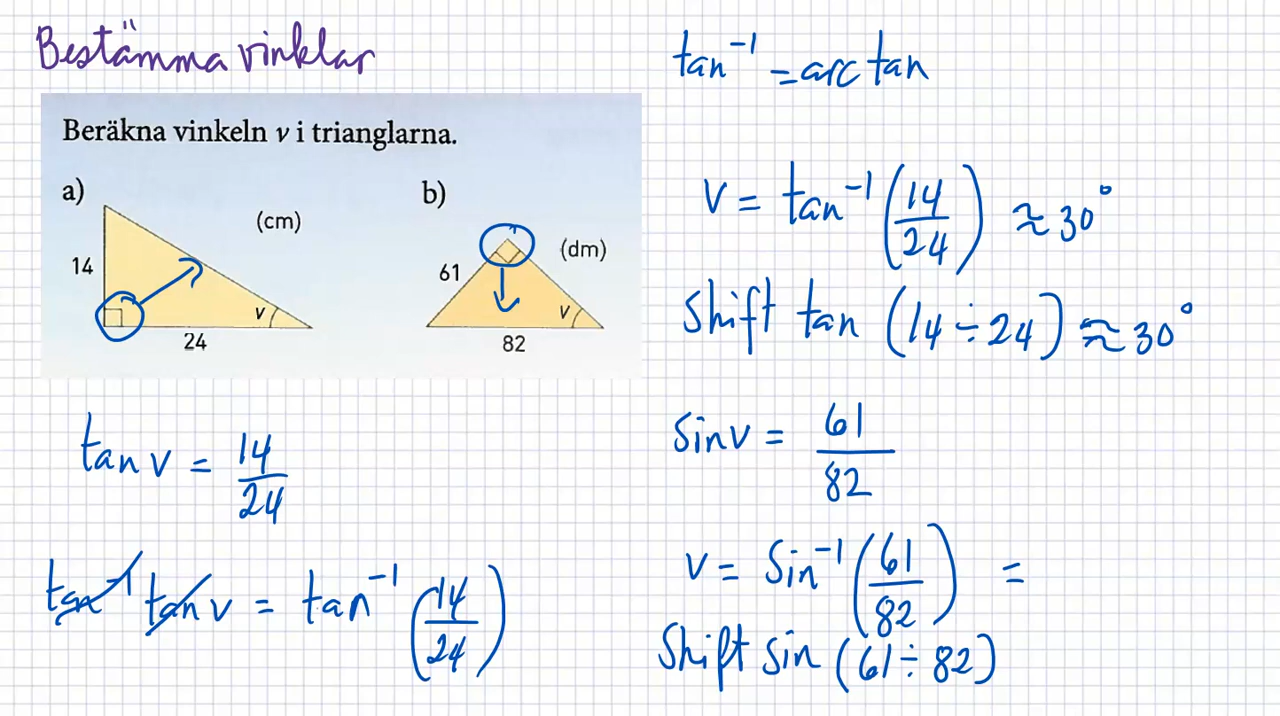 Bestämma vinklar
Beräkna vinkeln v i trianglarna.
a)
(cm)
14
v
24
b)
(dm)
61
v
82
tan v = 14/24
tan⁻¹ tan v = tan⁻¹ (14/24)
tan⁻¹ = arc tan
v = tan⁻¹ (14/24) ≈ 30°
Shift tan (14 ÷ 24) ≈ 30°
Sin v = 61/82
v = Sin⁻¹ (61/82) =
Shift Sin (61 ÷ 82)